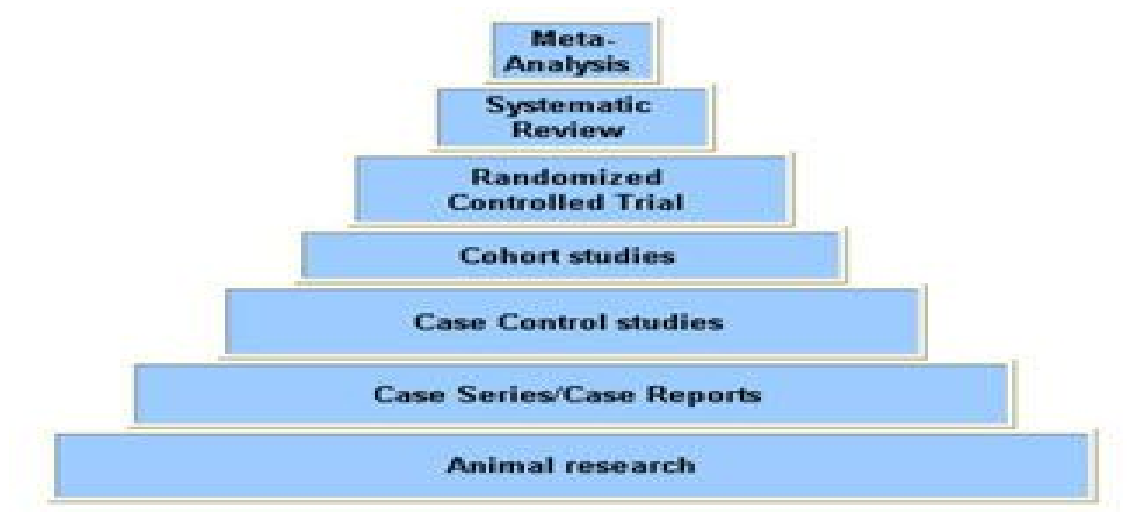 Meta-
Analysis
Systematic
Review
Randomized
Controlled Trial
Cohort studies
Case Control studies
Case Series/Case Reports
Animal research